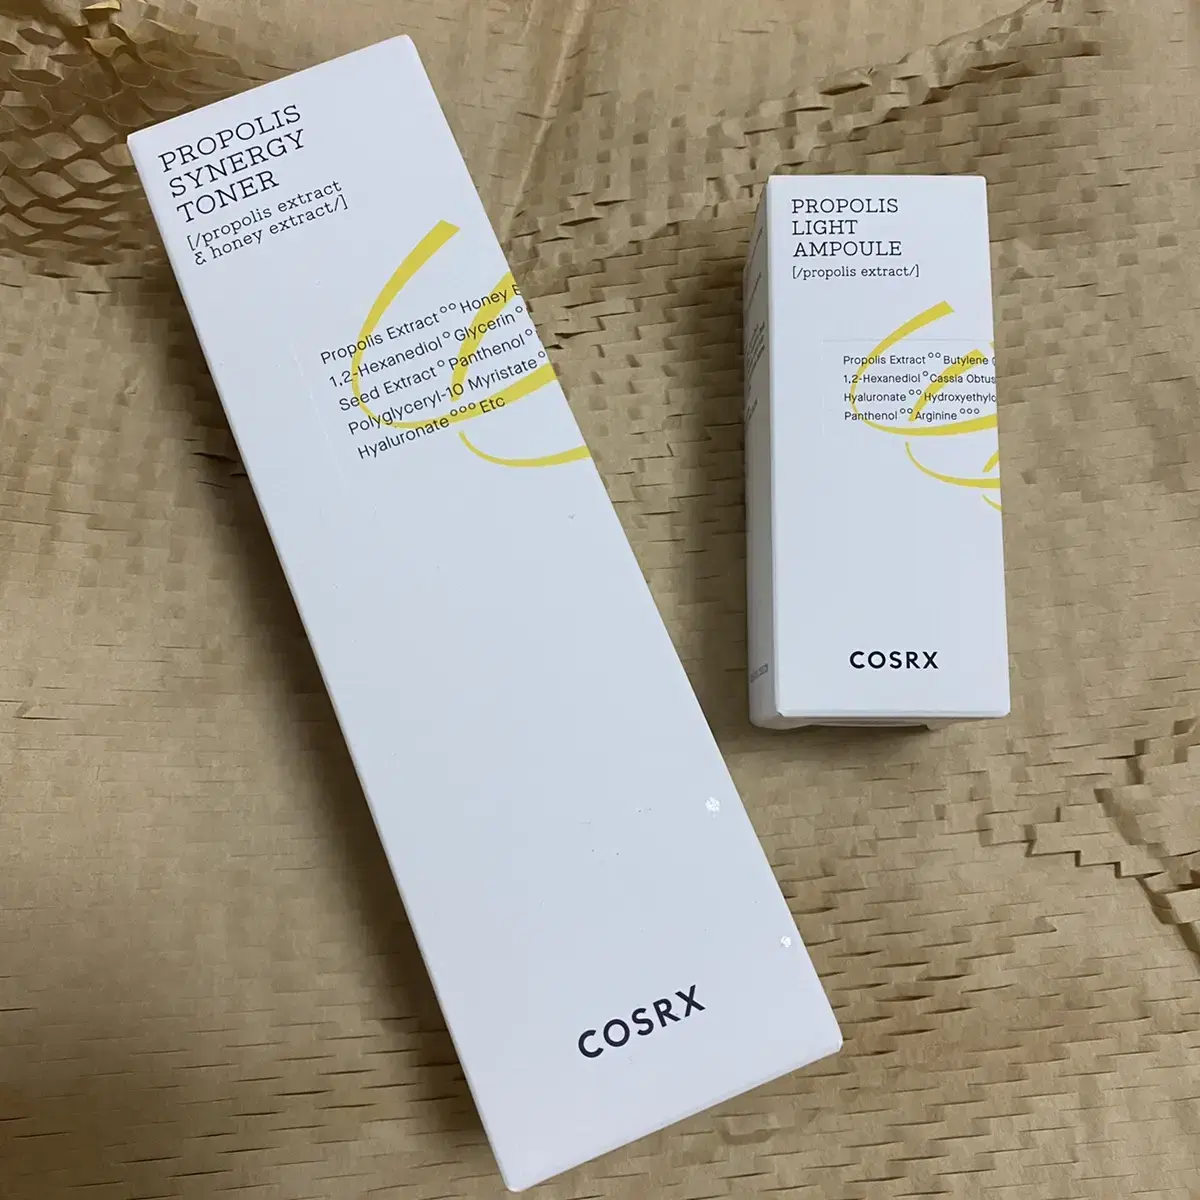 PROPOLIS
SYNERGY
TONER
[/propolis extract
& honey extract/]
Propolis Extract°° Honey E
1,2-Hexanediol° Glycerin°
Seed Extract° Panthenol°
Polyglyceryl-10 Myristate°
Hyaluronate°°° Etc
COSRX
PROPOLIS
LIGHT
AMPOULE
[/propolis extract/]
Propolis Extract°° Butylene
1,2-Hexanediol° Cassia Obtus
Hyaluronate°° Hydroxyethylc
Panthenol°° Arginine°°°
COSRX